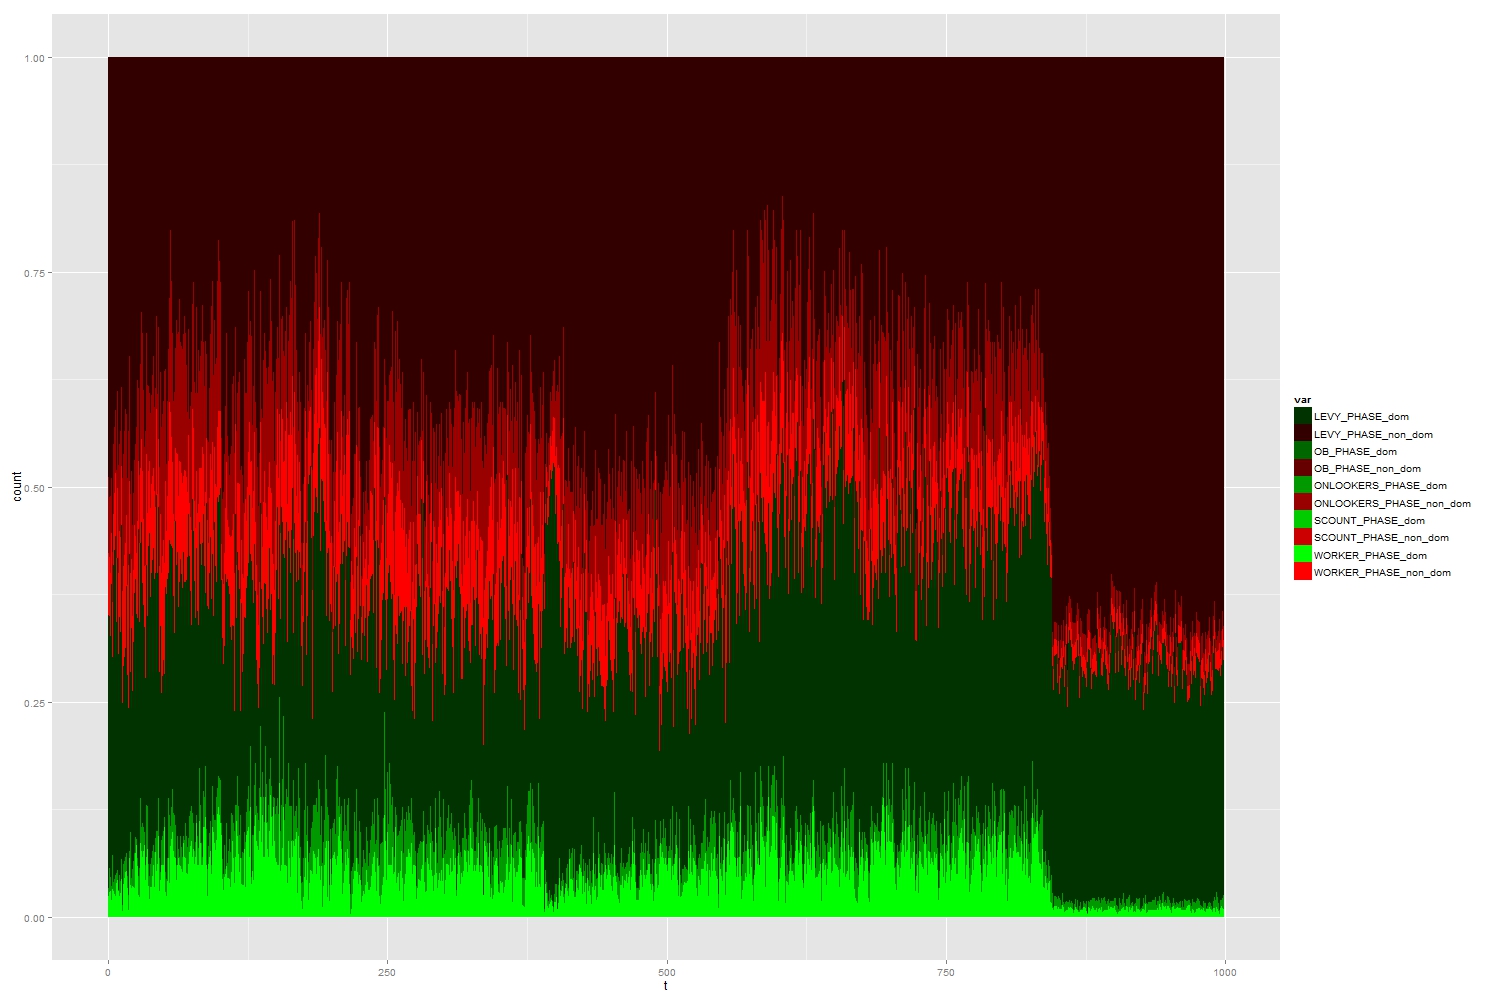 1.00
0.75
0.50
0.25
0.00
count
0
250
500
750
1000
t
var
LEVY_PHASE_dom
LEVY_PHASE_non_dom
OB_PHASE_dom
OB_PHASE_non_dom
ONLOOKERS_PHASE_dom
ONLOOKERS_PHASE_non_dom
SCOUNT_PHASE_dom
SCOUNT_PHASE_non_dom
WORKER_PHASE_dom
WORKER_PHASE_non_dom